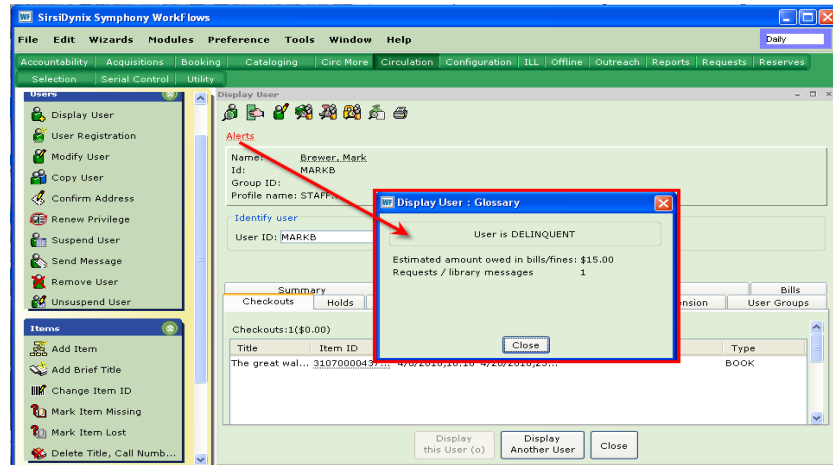 SirsiDynix Symphony WorkFlows
File Edit Wizards Modules Preference Tools Window Help
Daily
Accountability Acquisitions Booking Cataloging Circ More Circulation Configuration ILL Offline Outreach Reports Requests Reserves
Selection Serial Control Utility
Users
Display User
User Registration
Modify User
Copy User
Confirm Address
Renew Privilege
Suspend User
Send Message
Remove User
Unsuspend User
Items
Add Item
Add Brief Title
Change Item ID
Mark Item Missing
Mark Item Lost
Delete Title, Call Numb...
Display User
Alerts
Name: Brewer, Mark
Id: MARKB
Group ID:
Profile name: STAFF
Identify user
User ID: MARKB
Display User : Glossary
User is DELINQUENT
Estimated amount owed in bills/fines: $15.00
Requests / library messages 1
Close
Summary Bills
Checkouts Holds User Groups
Checkouts:1($0.00)
Title Item ID Type
The great wal... BOOK
Display this User (o)
Display Another User
Close